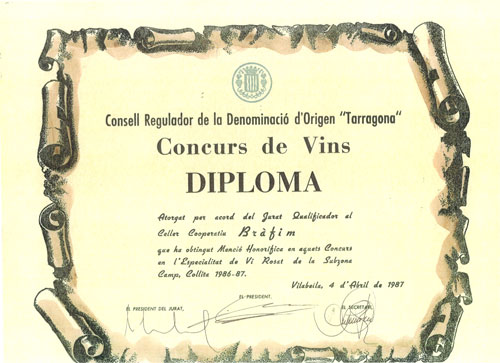 Consell Regulador de la Denominació d'Origen "Tarragona"
Concurs de Vins
DIPLOMA
Atorgat per acord del Jurat Qualificador al
Celler Cooperatiu Bràfim
que ha obtingut Menció Honorífica en aquets Concurs
en l'Especialitat de Vi Rosat de la Subzona
Camp, Collita 1986-87.
Vilabella, 4 d'Abril de 1987
EL PRESIDENT DEL JURAT, EL PRESIDENT, EL SECRETARI,